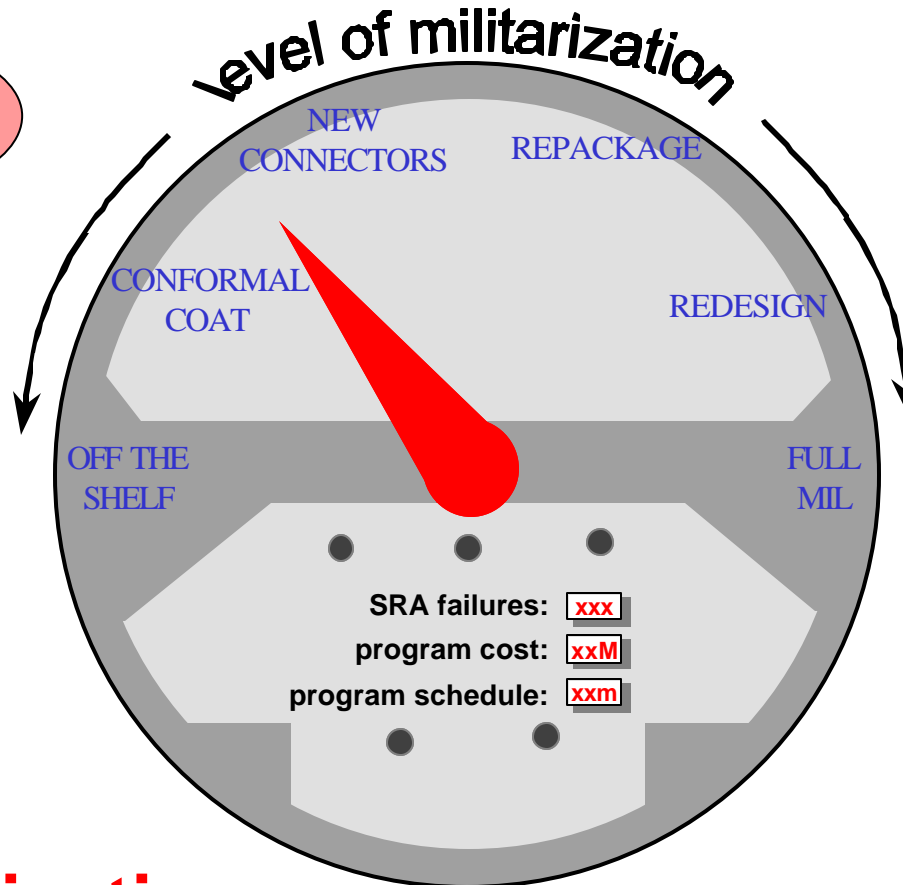 level of militarization
NEW
CONNECTORS
REPACKAGE
CONFORMAL
COAT
REDESIGN
OFF THE
SHELF
FULL
MIL
SRA failures: xxx
program cost: xxM
program schedule: xxm